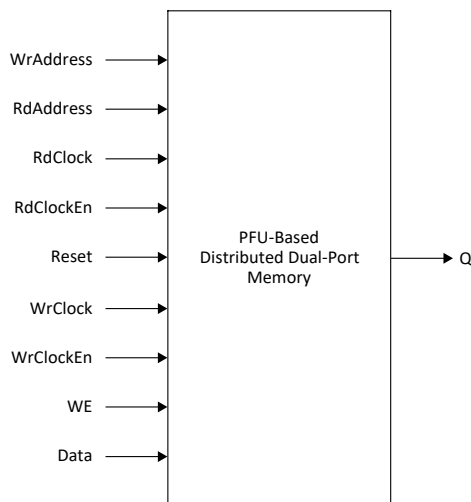 WrAddress
RdAddress
RdClock
RdClockEn
Reset
WrClock
WrClockEn
WE
Data
PFU-Based
Distributed Dual-Port
Memory
Q